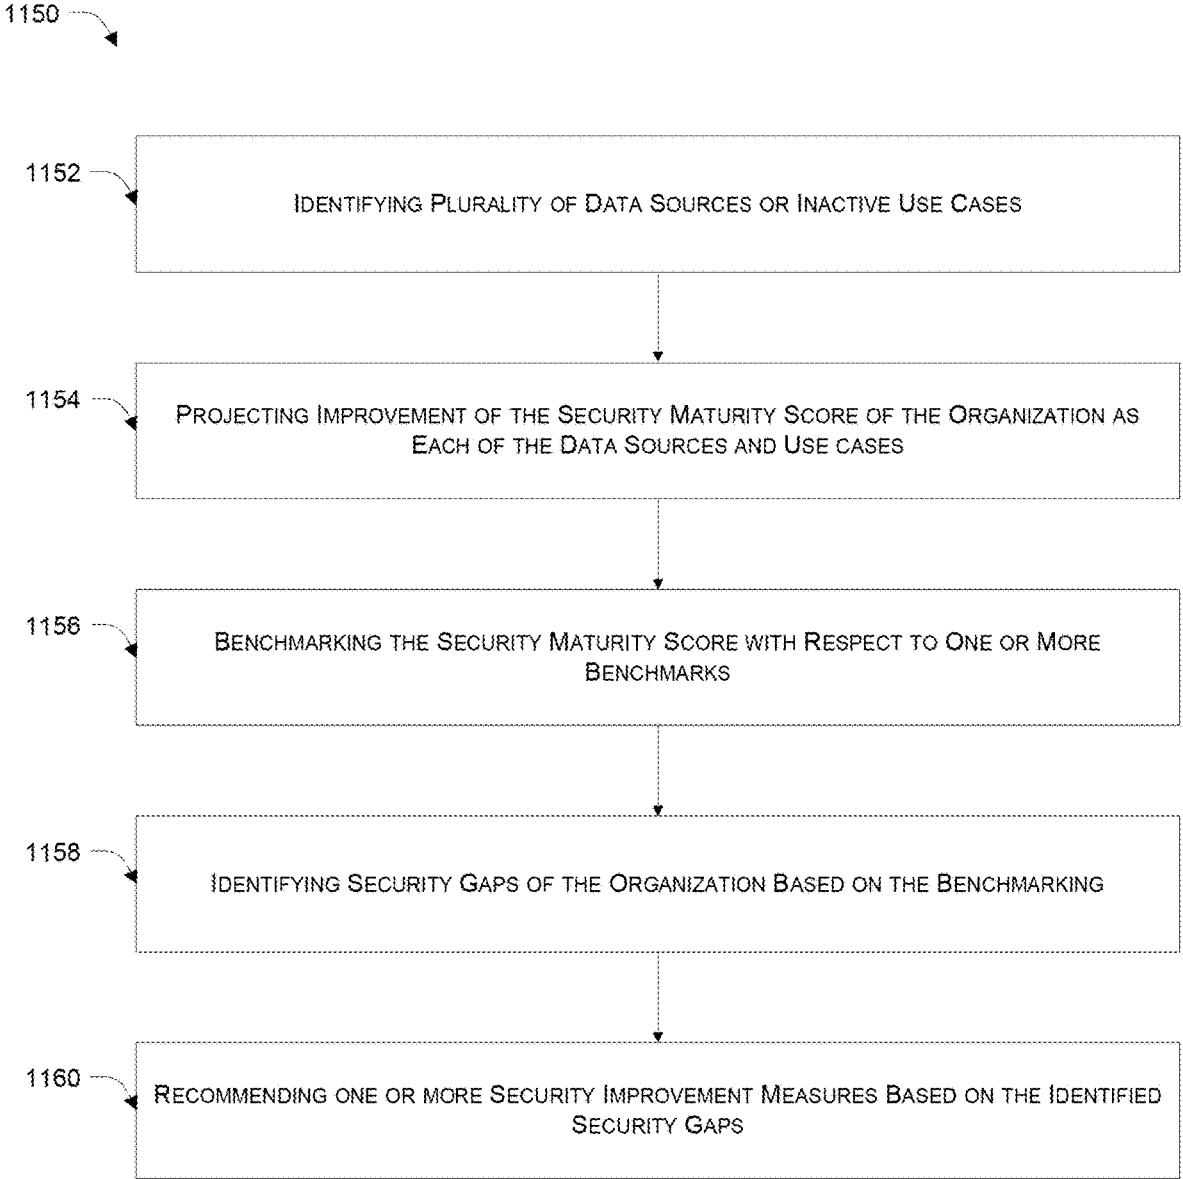 1150
1152
IDENTIFYING PLURALITY OF DATA SOURCES OR INACTIVE USE CASES
1154
PROJECTING IMPROVEMENT OF THE SECURITY MATURITY SCORE OF THE ORGANIZATION AS
EACH OF THE DATA SOURCES AND USE CASES
1156
BENCHMARKING THE SECURITY MATURITY SCORE WITH RESPECT TO ONE OR MORE
BENCHMARKS
1158
IDENTIFYING SECURITY GAPS OF THE ORGANIZATION BASED ON THE BENCHMARKING
1160
RECOMMENDING ONE OR MORE SECURITY IMPROVEMENT MEASURES BASED ON THE IDENTIFIED
SECURITY GAPS